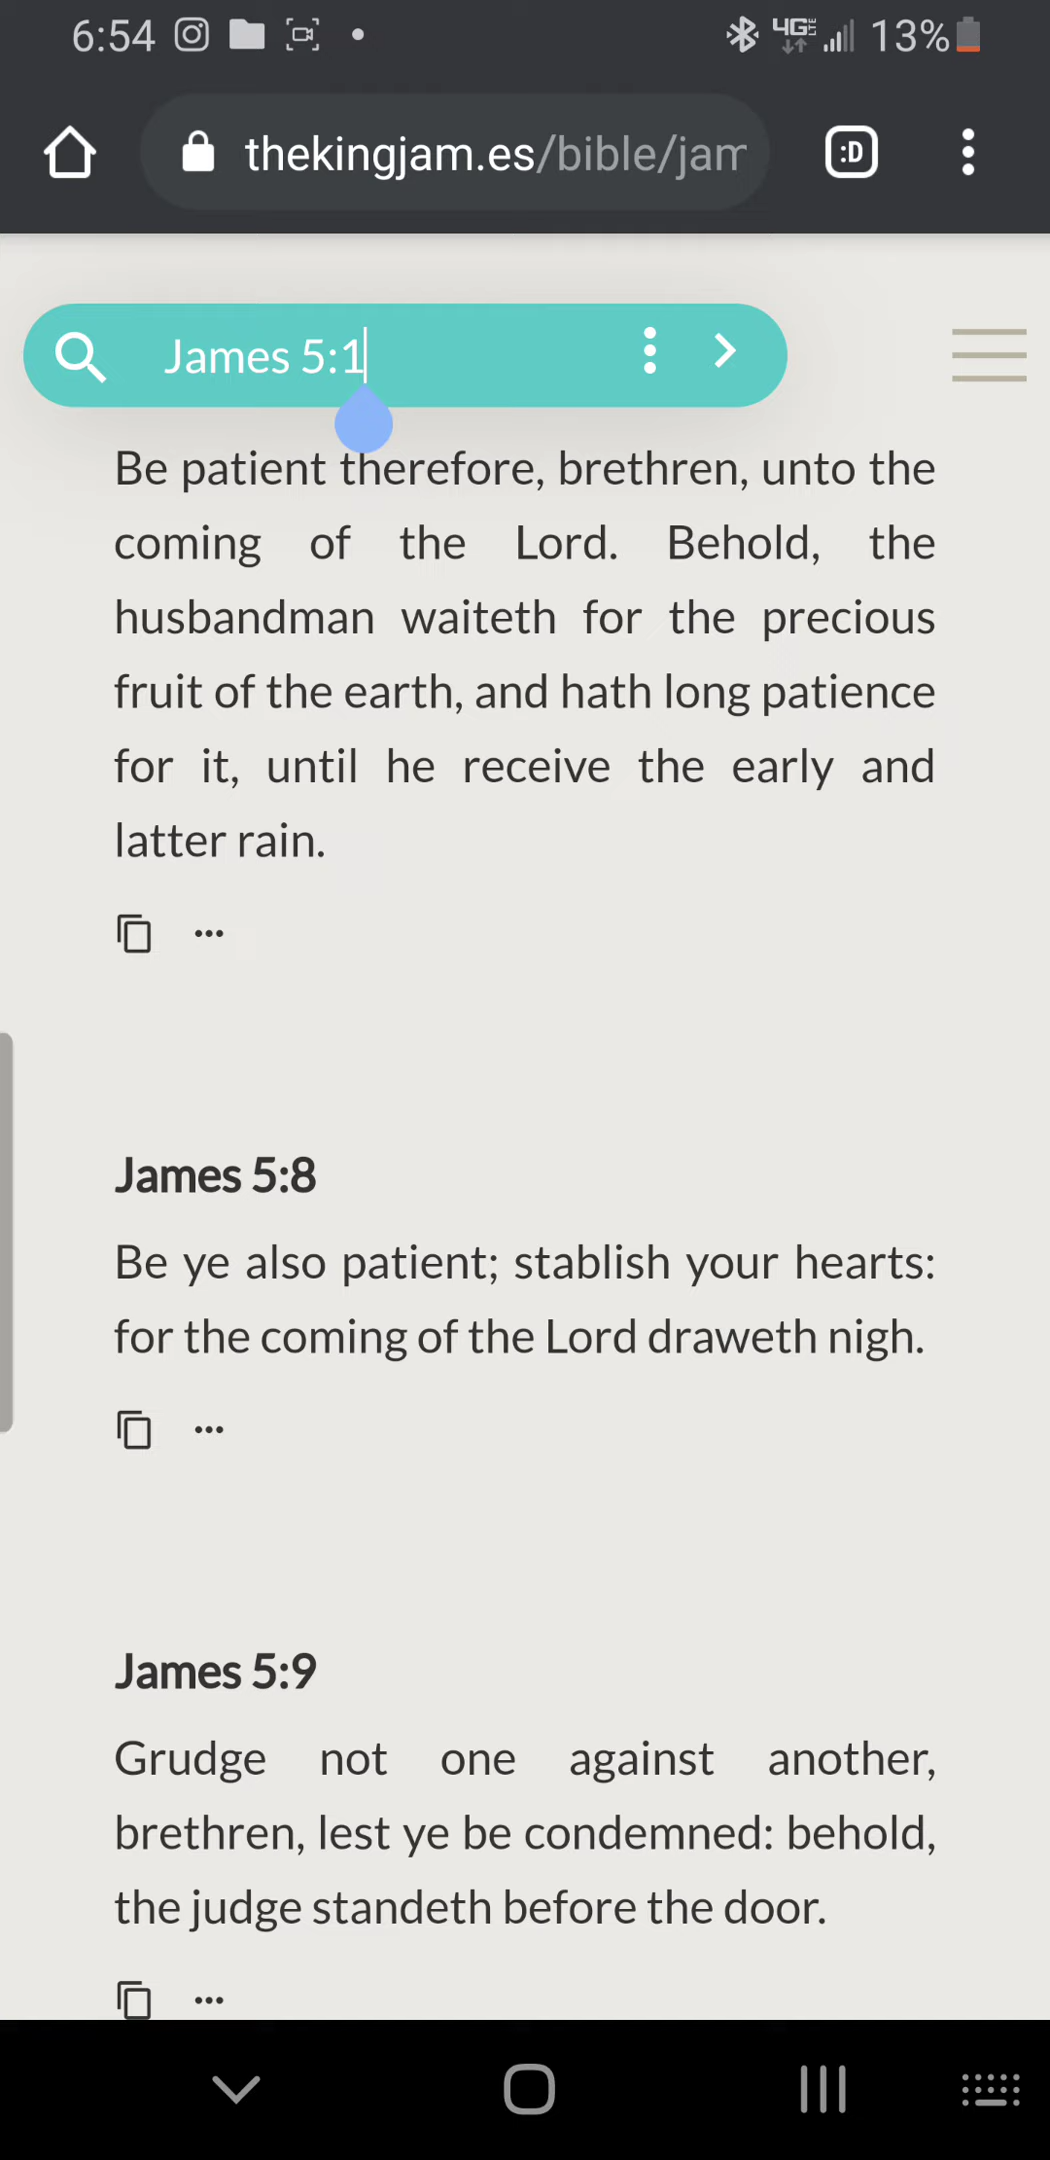 6:54 4G LTE 13%
thekingjam.es/bible/jam
:D
James 5:1
Be patient therefore, brethren, unto the
coming of the Lord. Behold, the
husbandman waiteth for the precious
fruit of the earth, and hath long patience
for it, until he receive the early and
latter rain.
James 5:8
Be ye also patient; stablish your hearts:
for the coming of the Lord draweth nigh.
James 5:9
Grudge not one against another,
brethren, lest ye be condemned: behold,
the judge standeth before the door.